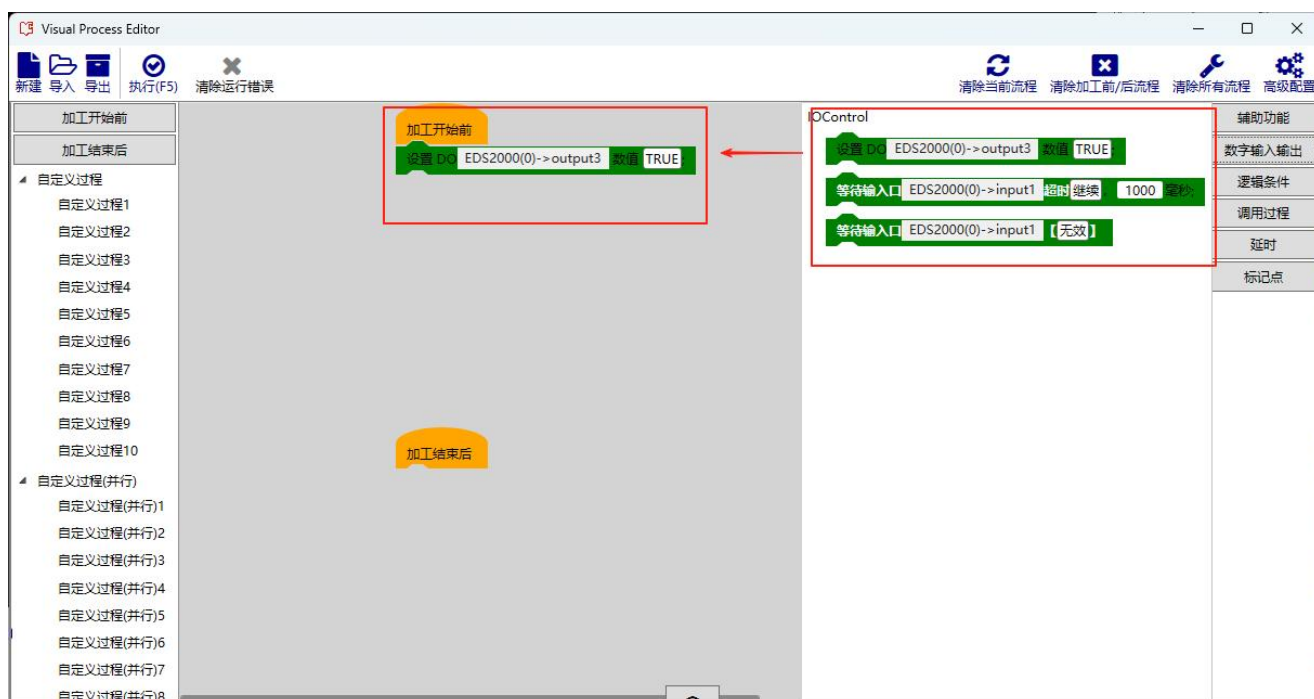 Visual Process Editor
新建 导入 导出 执行(F5) 清除运行错误 清除当前流程 清除加工前/后流程 清除所有流程 高级配置
加工开始前
加工结束后
自定义过程
自定义过程1
自定义过程2
自定义过程3
自定义过程4
自定义过程5
自定义过程6
自定义过程7
自定义过程8
自定义过程9
自定义过程10
自定义过程(并行)
自定义过程(并行)1
自定义过程(并行)2
自定义过程(并行)3
自定义过程(并行)4
自定义过程(并行)5
自定义过程(并行)6
自定义过程(并行)7
自定义过程(并行)8
加工开始前
设置 DO EDS2000(0)->output3 数值 TRUE;
加工结束后
IOControl
设置 DO EDS2000(0)->output3 数值 TRUE;
等待输入口 EDS2000(0)->input1 超时 继续 , 1000 毫秒;
等待输入口 EDS2000(0)->input1 【无效】
辅助功能
数字输入输出
逻辑条件
调用过程
延时
标记点